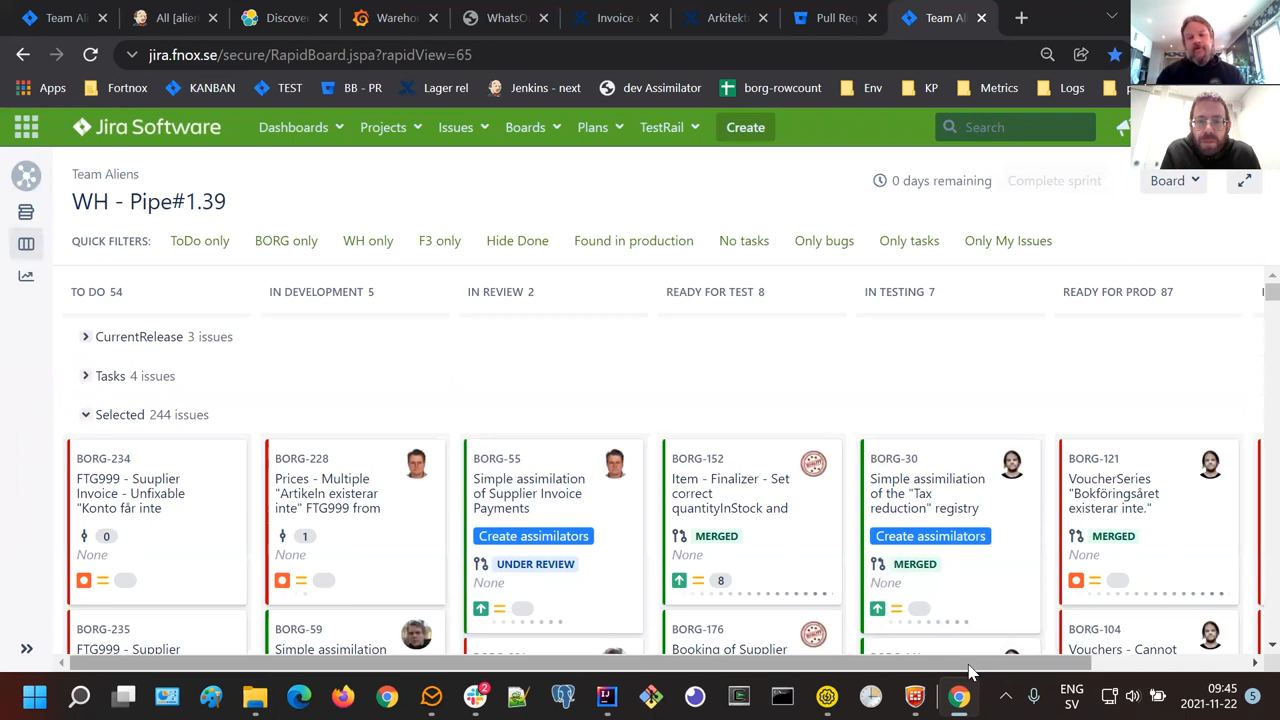 Team Al
All [alien
Discove
Wareho
WhatsO
Invoice
Arkitekt
Pull Req
Team Al
jira.fnox.se/secure/RapidBoard.jspa?rapidView=65
Apps
Fortnox
KANBAN
TEST
BB - PR
Lager rel
Jenkins - next
dev Assimilator
borg-rowcount
Env
KP
Metrics
Logs
p
Jira Software
Dashboards
Projects
Issues
Boards
Plans
TestRail
Create
Search
Team Aliens
WH - Pipe#1.39
0 days remaining
Complete sprint
Board
QUICK FILTERS:
ToDo only
BORG only
WH only
F3 only
Hide Done
Found in production
No tasks
Only bugs
Only tasks
Only My Issues
TO DO 54
IN DEVELOPMENT 5
IN REVIEW 2
READY FOR TEST 8
IN TESTING 7
READY FOR PROD 87
CurrentRelease 3 issues
Tasks 4 issues
Selected 244 issues
BORG-234
FTG999 - Suuplier
Invoice - Unfixable
"Konto får inte
0
None
BORG-228
Prices - Multiple
"Artikeln existerar
inte" FTG999 from
1
None
BORG-55
Simple assimilation
of Supplier Invoice
Payments
Create assimilators
UNDER REVIEW
None
BORG-152
Item - Finalizer - Set
correct
quantityInStock and
MERGED
None
8
BORG-30
Simple assimiliation
of the "Tax
reduction" registry
Create assimilators
MERGED
None
BORG-121
VoucherSeries
"Bokföringsåret
existerar inte."
MERGED
None
BORG-235
FTG999 - Supplier
BORG-59
Simple assimilation
BORG-176
Booking of Supplier
BORG-104
Vouchers - Cannot
2
ENG
SV
09:45
2021-11-22
5